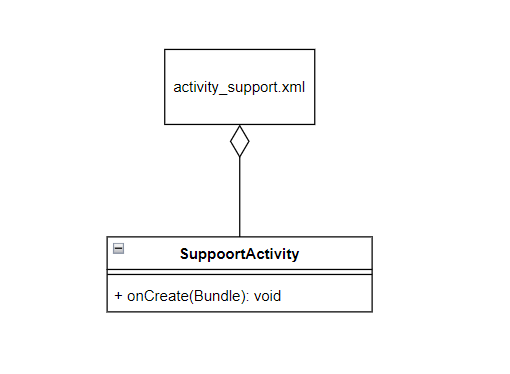 activity_support.xml
SuppoortActivity
+ onCreate(Bundle): void